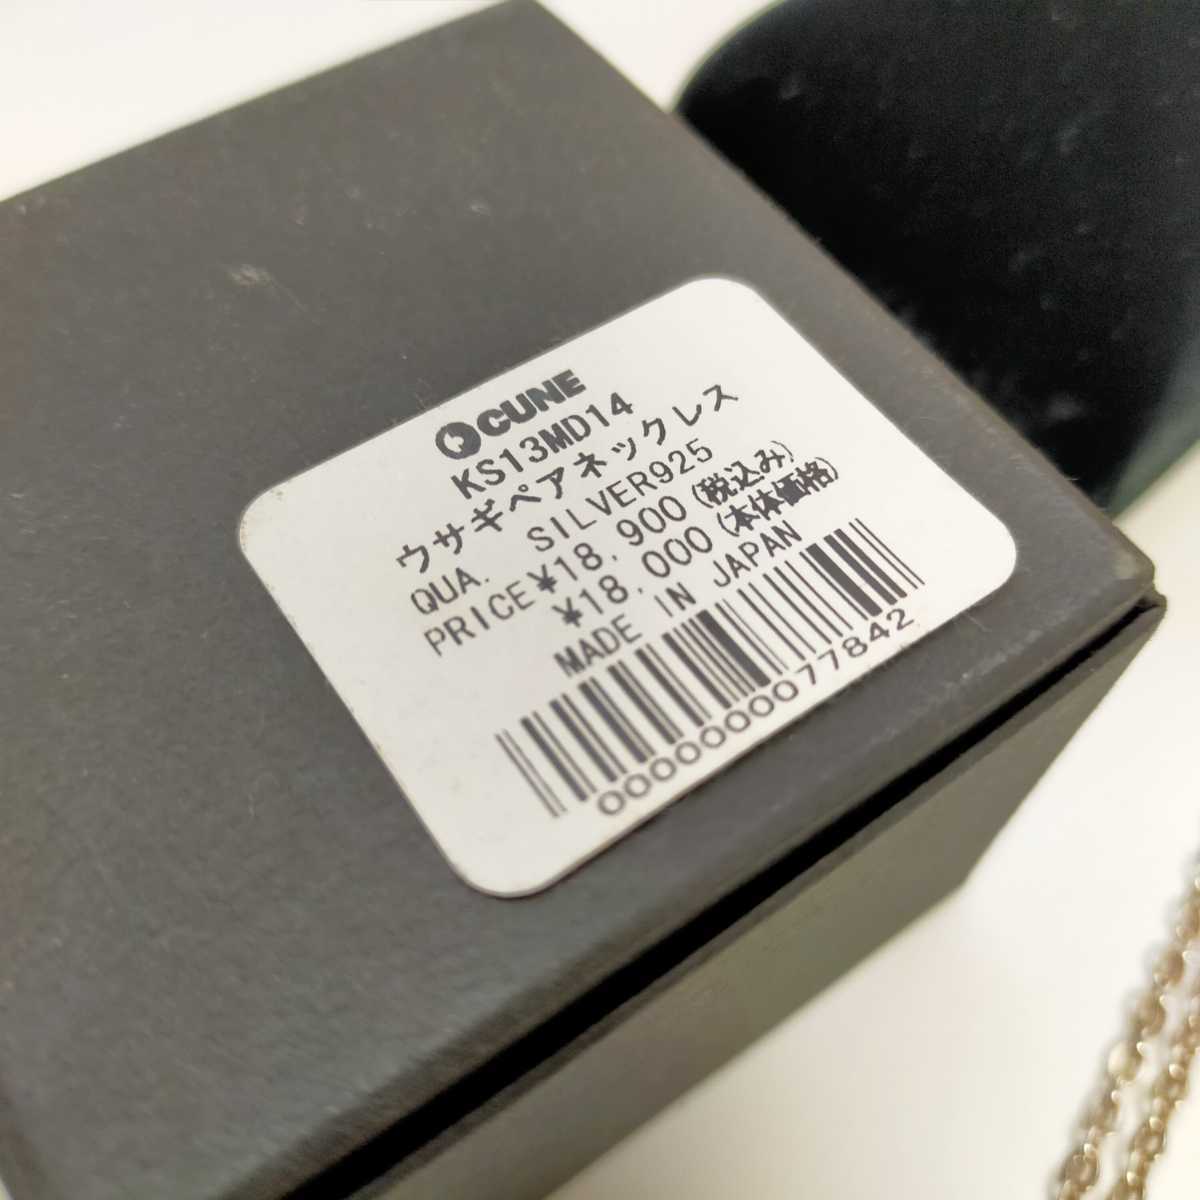 CUNE
KS13MD14
ウサギペアネックレス
QUA. SILVER925
PRICE¥18,900(税込み)
¥18,000(本体価格)
MADE IN JAPAN
0000000077842